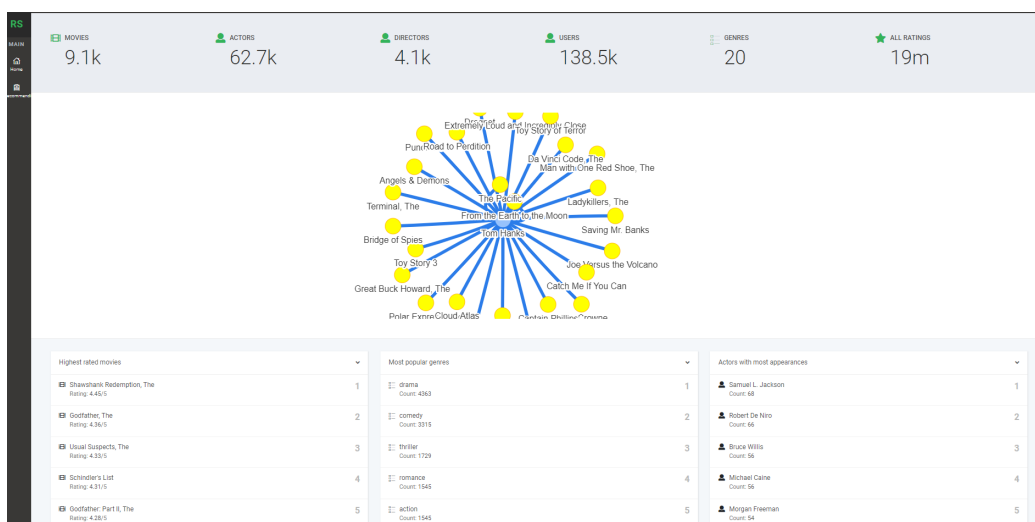 RS
MAIN
Home
MOVIES
9.1k
ACTORS
62.7k
DIRECTORS
4.1k
USERS
138.5k
GENRES
20
ALL RATINGS
19m
Extremely Loud and Incredibly Close
Toy Story of Terror
Road to Perdition
Da Vinci Code, The
Man with One Red Shoe, The
Angels & Demons
The Pacific
Terminal, The
Ladykillers, The
From the Earth to the Moon
Saving Mr. Banks
Tom Hanks
Bridge of Spies
Toy Story 3
Joe Versus the Volcano
Great Buck Howard, The
Catch Me If You Can
Cloud Atlas
Captain Phillips
Crowne
Highest rated movies
Shawshank Redemption, The
Rating: 4.45/5
1
Godfather, The
Rating: 4.36/5
2
Usual Suspects, The
Rating: 4.33/5
3
Schindler's List
Rating: 4.31/5
4
Godfather: Part II, The
Rating: 4.28/5
5
Most popular genres
drama
Count: 4363
1
comedy
Count: 3315
2
thriller
Count: 1729
3
romance
Count: 1545
4
action
Count: 1545
5
Actors with most appearances
Samuel L. Jackson
Count: 68
1
Robert De Niro
Count: 66
2
Bruce Willis
Count: 56
3
Michael Caine
Count: 56
4
Morgan Freeman
Count: 54
5